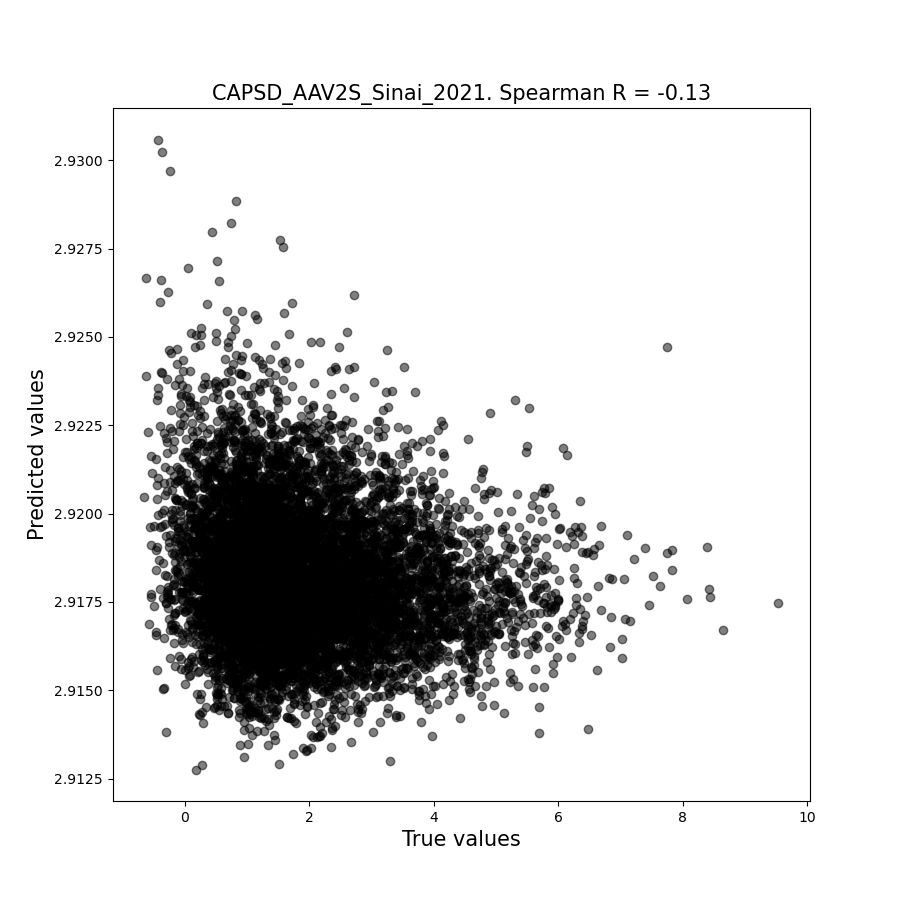 CAPSD_AAV2S_Sinai_2021. Spearman R = -0.13
2.9300
2.9275
2.9250
2.9225
2.9200
2.9175
2.9150
2.9125
Predicted values
0 2 4 6 8 10
True values